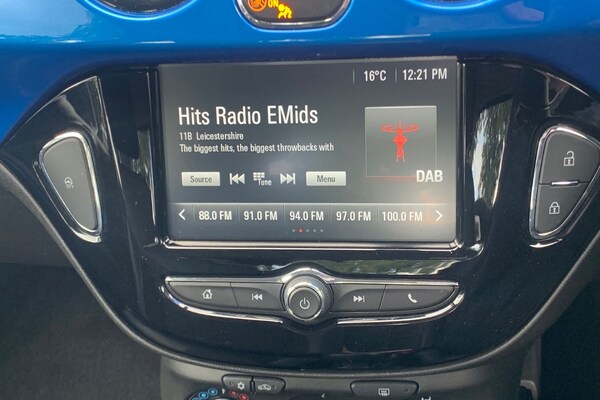 ON
16°C 12:21 PM
Hits Radio EMids
11B Leicestershire
The biggest hits, the biggest throwbacks with
Source Tune Menu
DAB
88.0 FM 91.0 FM 94.0 FM 97.0 FM 100.0 FM